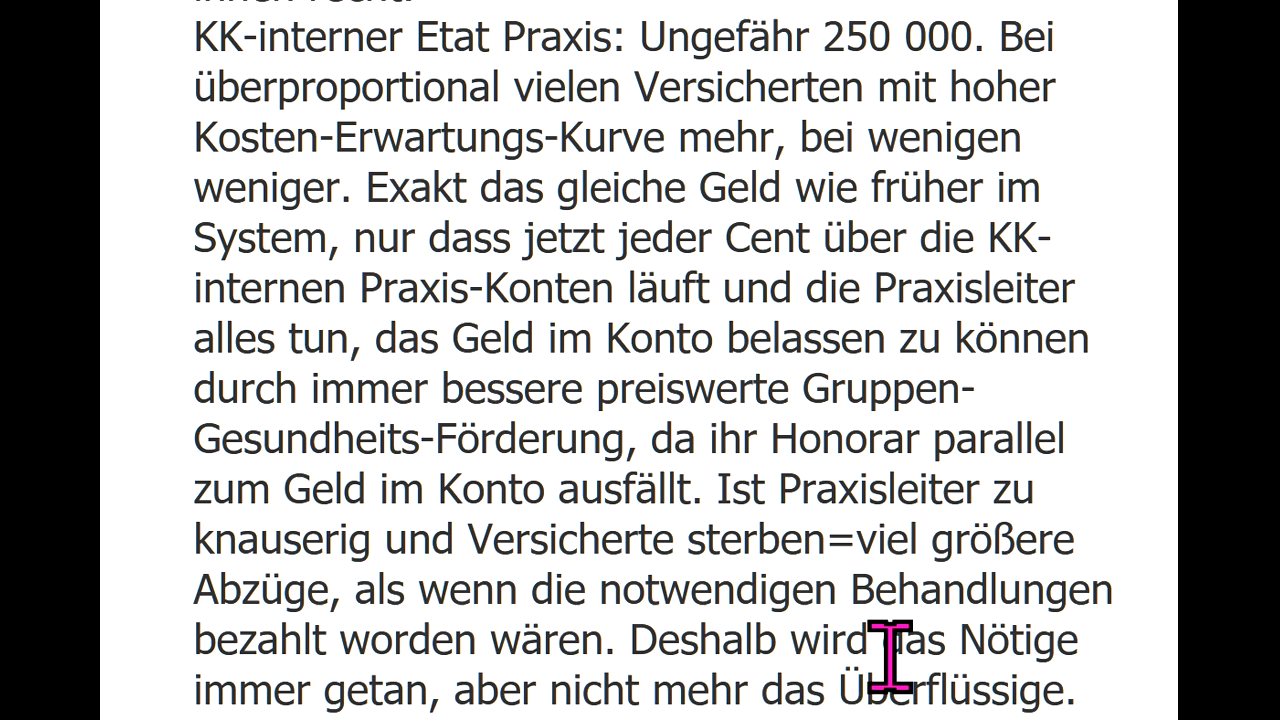 KK-interner Etat Praxis: Ungefähr 250 000. Bei
überproportional vielen Versicherten mit hoher
Kosten-Erwartungs-Kurve mehr, bei wenigen
weniger. Exakt das gleiche Geld wie früher im
System, nur dass jetzt jeder Cent über die KK-
internen Praxis-Konten läuft und die Praxisleiter
alles tun, das Geld im Konto belassen zu können
durch immer bessere preiswerte Gruppen-
Gesundheits-Förderung, da ihr Honorar parallel
zum Geld im Konto ausfällt. Ist Praxisleiter zu
knauserig und Versicherte sterben=viel größere
Abzüge, als wenn die notwendigen Behandlungen
bezahlt worden wären. Deshalb wird das Nötige
immer getan, aber nicht mehr das Überflüssige.